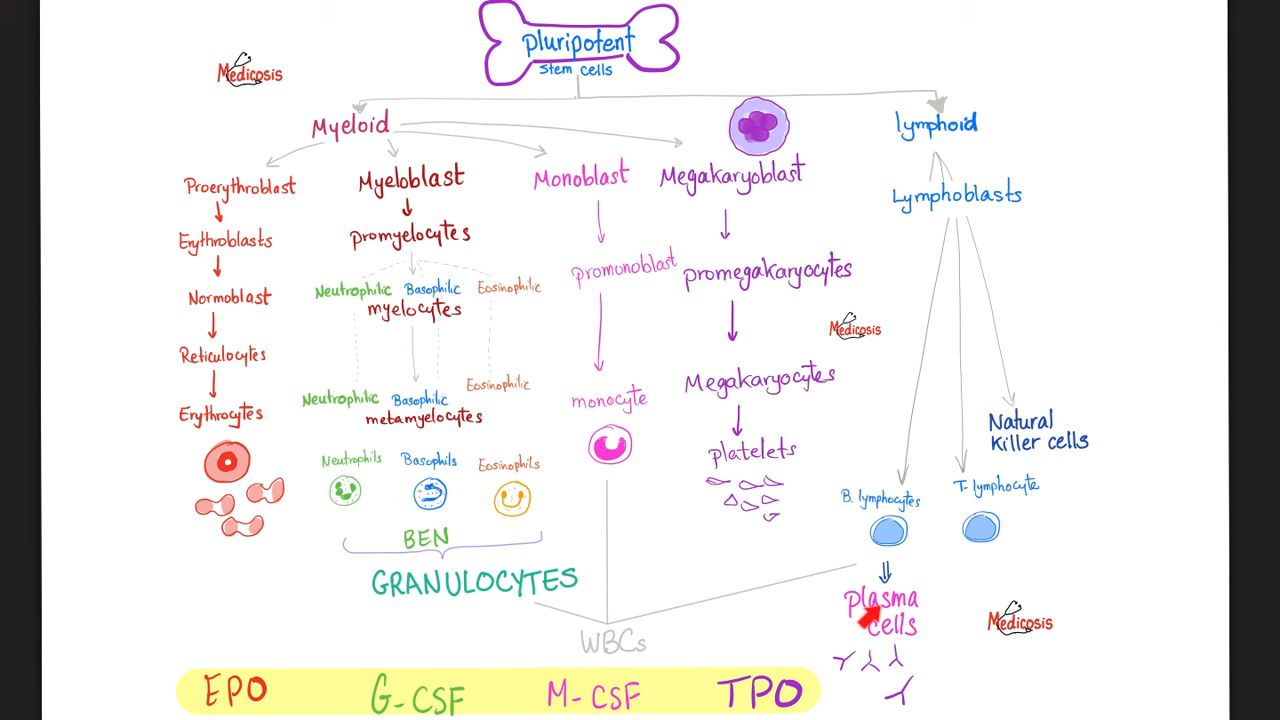 pluripotent
stem cells
Medicosis
Myeloid
lymphoid
Proerythroblast
Myeloblast
Monoblast
Megakaryoblast
Lymphoblasts
Erythroblasts
promyelocytes
promonoblast
promegakaryocytes
Normoblast
Neutrophilic Basophilic Eosinophilic
myelocytes
Medicosis
Reticulocytes
Erythrocytes
Neutrophilic Basophilic Eosinophilic
metamyelocytes
monocyte
Megakaryocytes
platelets
Natural
killer cells
Neutrophils Basophils Eosinophils
B. lymphocytes
T-lymphocyte
BEN
GRANULOCYTES
plasma
cells
Medicosis
WBCs
EPO G-CSF M-CSF TPO